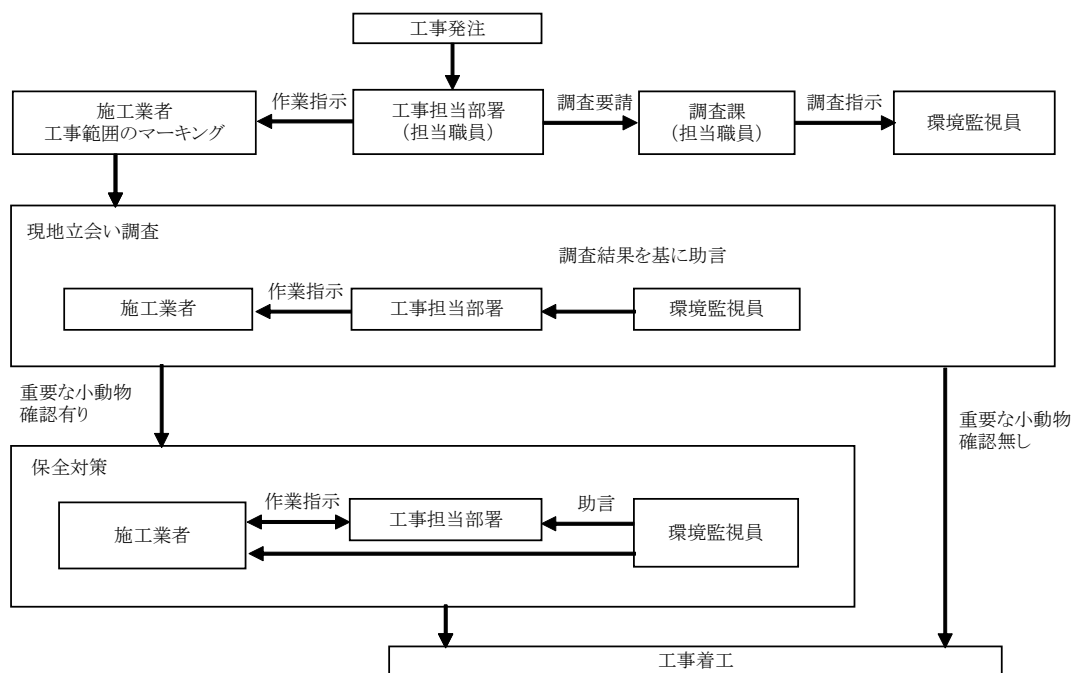 工事発注
施工業者
工事範囲のマーキング
作業指示
工事担当部署
(担当職員)
調査要請
調査課
(担当職員)
調査指示
環境監視員
現地立会い調査
調査結果を基に助言
施工業者
作業指示
工事担当部署
環境監視員
重要な小動物
確認有り
重要な小動物
確認無し
保全対策
施工業者
作業指示
工事担当部署
助言
環境監視員
工事着工